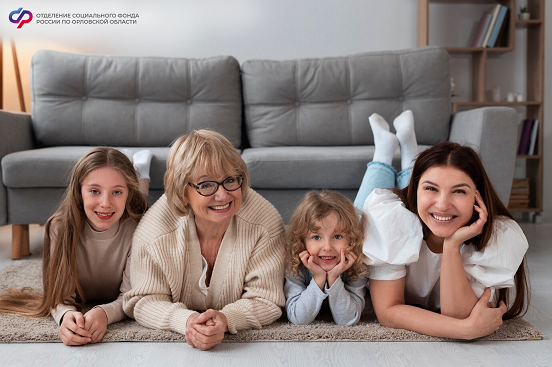 ОТДЕЛЕНИЕ СОЦИАЛЬНОГО ФОНДА
РОССИИ ПО ОРЛОВСКОЙ ОБЛАСТИ